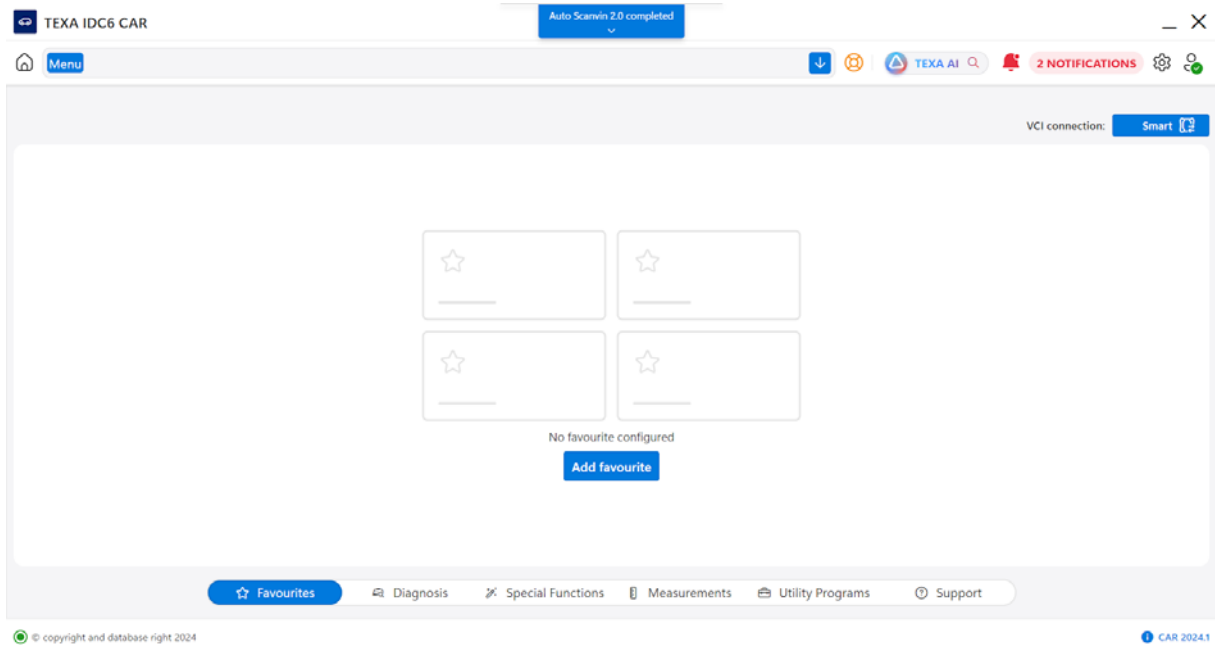 TEXA IDC6 CAR
Auto Scanvin 2.0 completed
Menu
TEXA AI
2 NOTIFICATIONS
VCI connection:
Smart
No favourite configured
Add favourite
Favourites
Diagnosis
Special Functions
Measurements
Utility Programs
Support
© copyright and database right 2024
CAR 2024.1